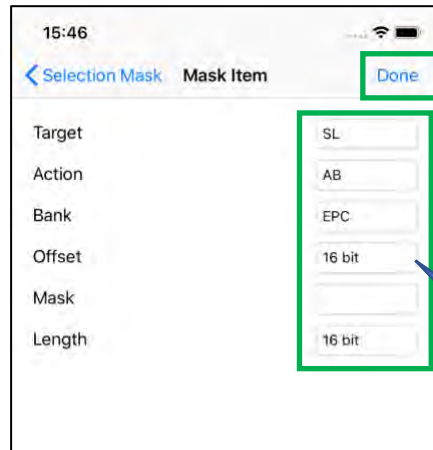 15:46
Selection Mask Mask Item Done
Target SL
Action AB
Bank EPC
Offset 16 bit
Mask
Length 16 bit